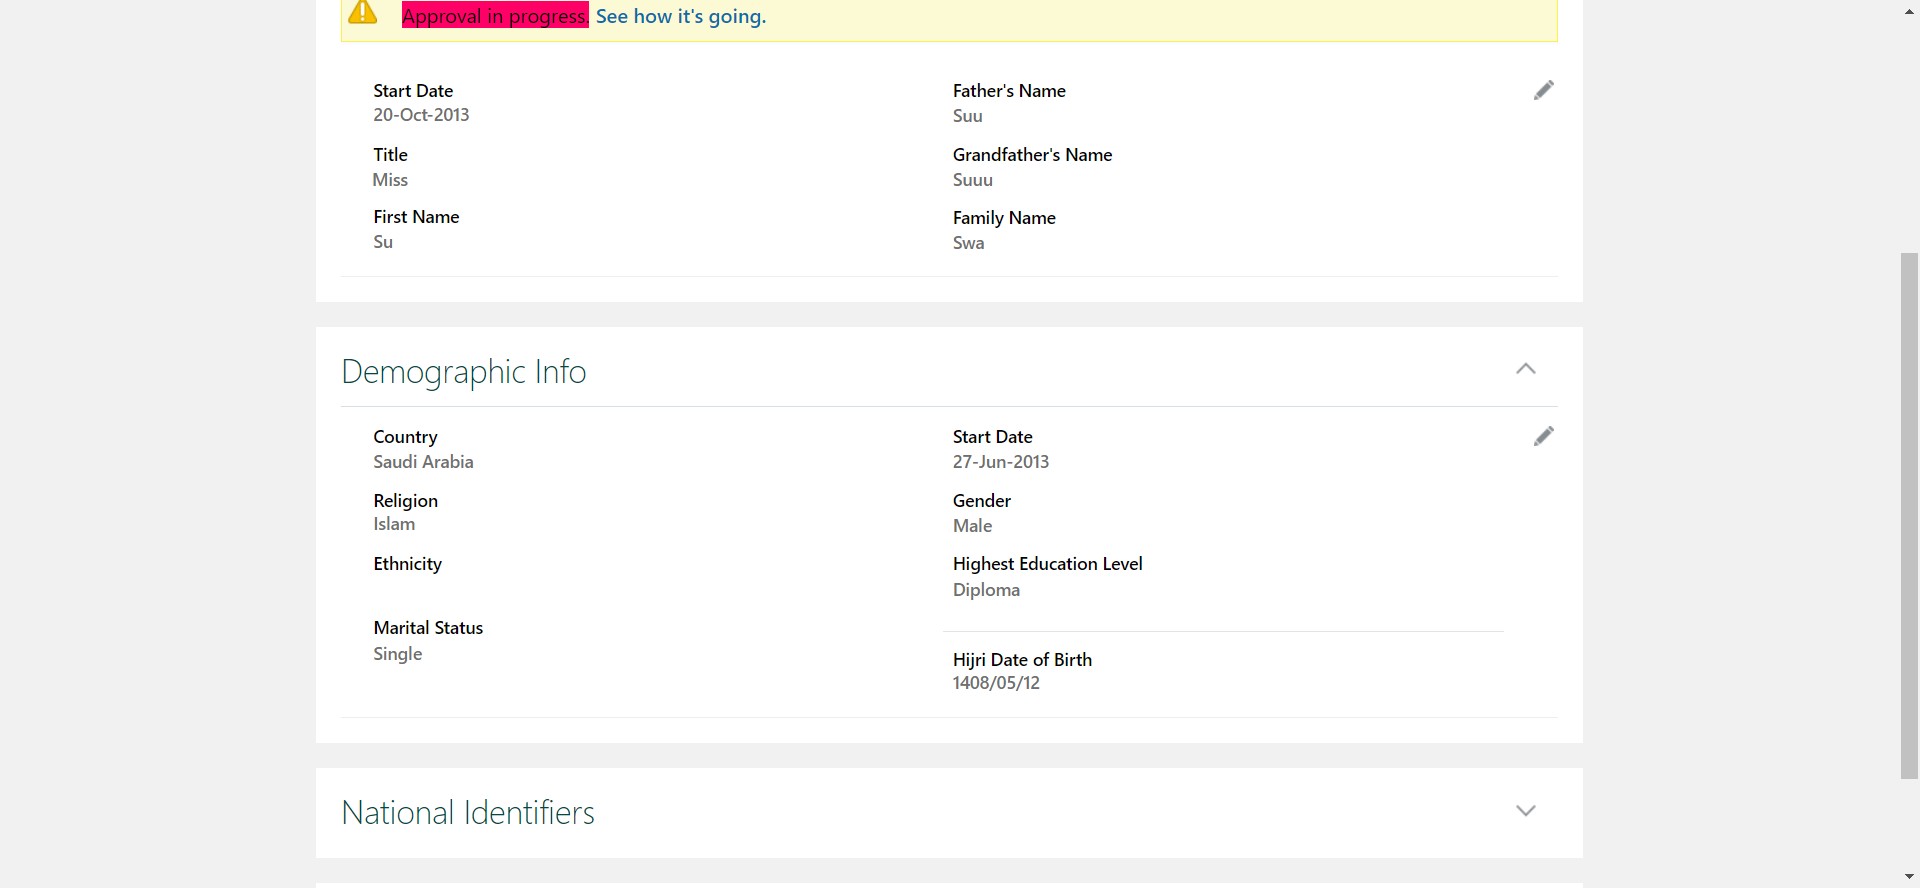 Approval in progress. See how it's going.
Start Date
20-Oct-2013
Title
Miss
First Name
Su
Father's Name
Suu
Grandfather's Name
Suuu
Family Name
Swa
Demographic Info
Country
Saudi Arabia
Religion
Islam
Ethnicity
Marital Status
Single
Start Date
27-Jun-2013
Gender
Male
Highest Education Level
Diploma
Hijri Date of Birth
1408/05/12
National Identifiers